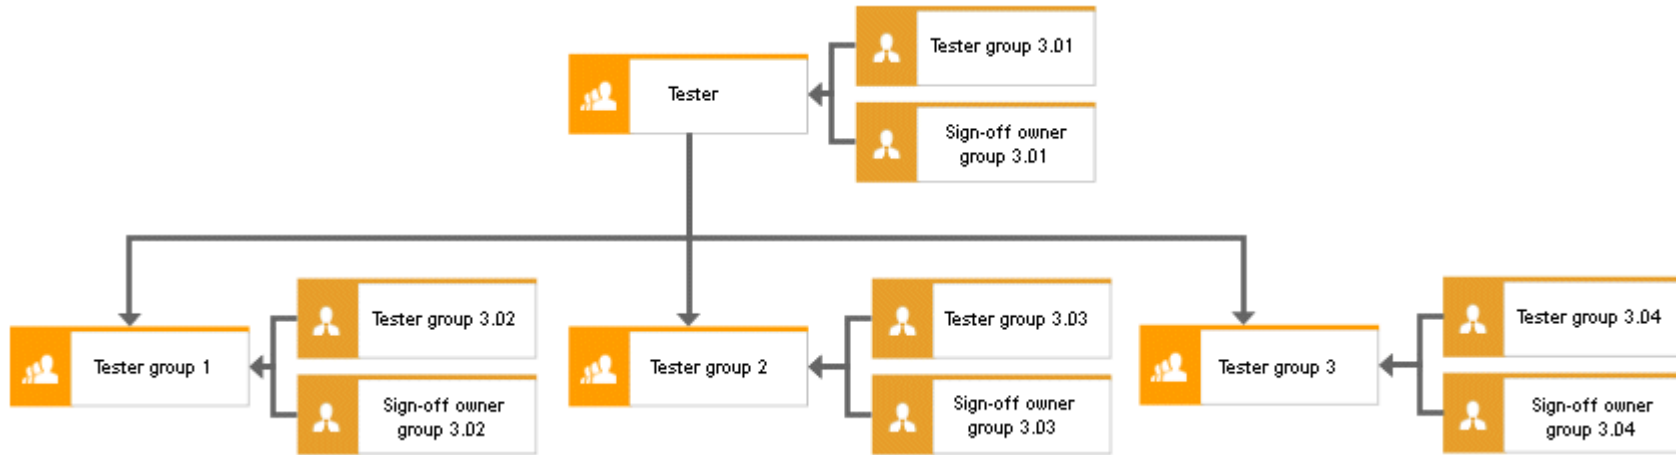 Tester group 3.01
Tester
Sign-off owner
group 3.01
Tester group 3.02
Tester group 1
Sign-off owner
group 3.02
Tester group 3.03
Tester group 2
Sign-off owner
group 3.03
Tester group 3.04
Tester group 3
Sign-off owner
group 3.04